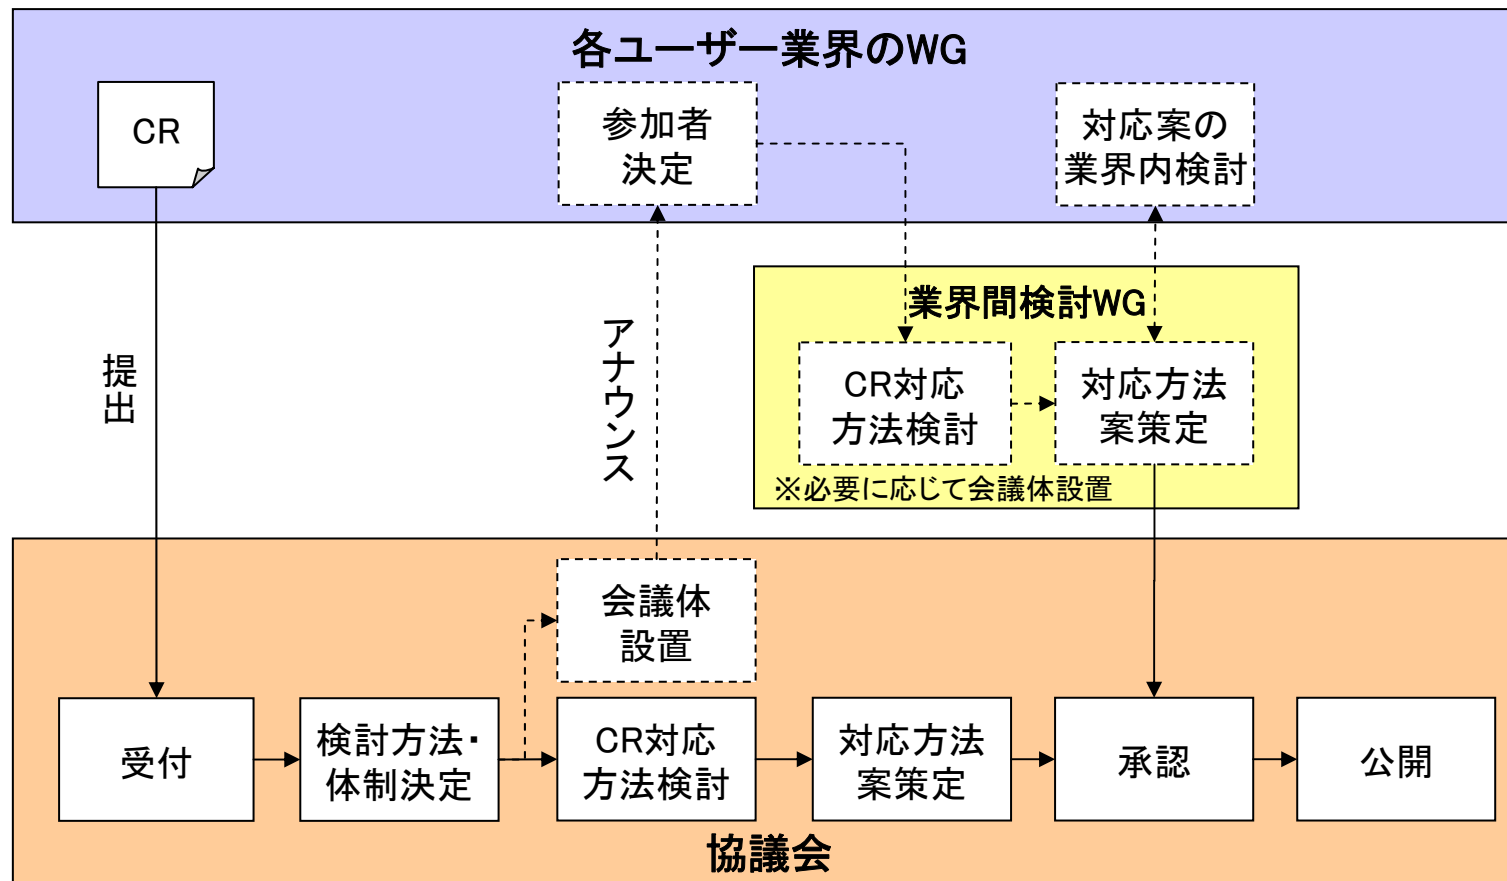 各ユーザー業界のWG
CR
参加者
決定
対応案の
業界内検討
提出
アナウンス
業界間検討WG
CR対応
方法検討
対応方法
案策定
※必要に応じて会議体設置
会議体
設置
受付
検討方法・
体制決定
CR対応
方法検討
対応方法
案策定
承認
公開
協議会